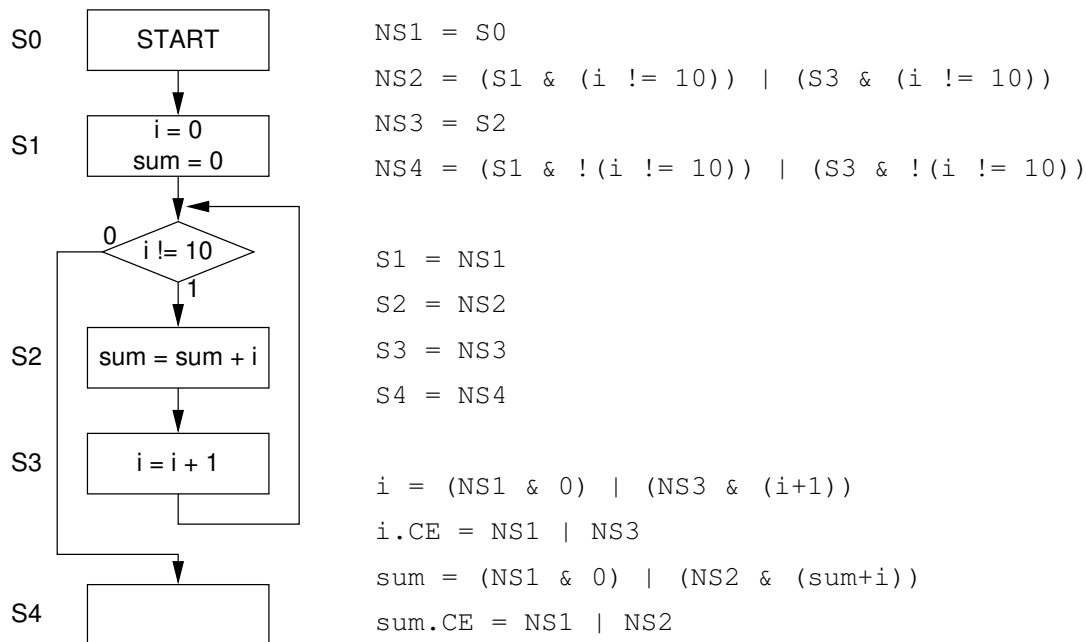 S0
START
S1
i = 0
sum = 0
0
i != 10
1
S2
sum = sum + i
S3
i = i + 1
S4
NS1 = S0
NS2 = (S1 & (i != 10)) | (S3 & (i != 10))
NS3 = S2
NS4 = (S1 & !(i != 10)) | (S3 & !(i != 10))
S1 = NS1
S2 = NS2
S3 = NS3
S4 = NS4
i = (NS1 & 0) | (NS3 & (i+1))
i.CE = NS1 | NS3
sum = (NS1 & 0) | (NS2 & (sum+i))
sum.CE = NS1 | NS2